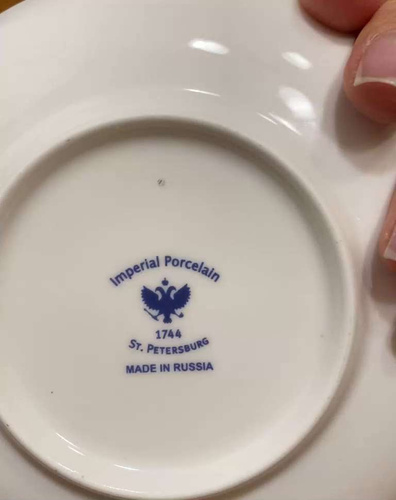 Imperial Porcelain
1744
St. Petersburg
MADE IN RUSSIA